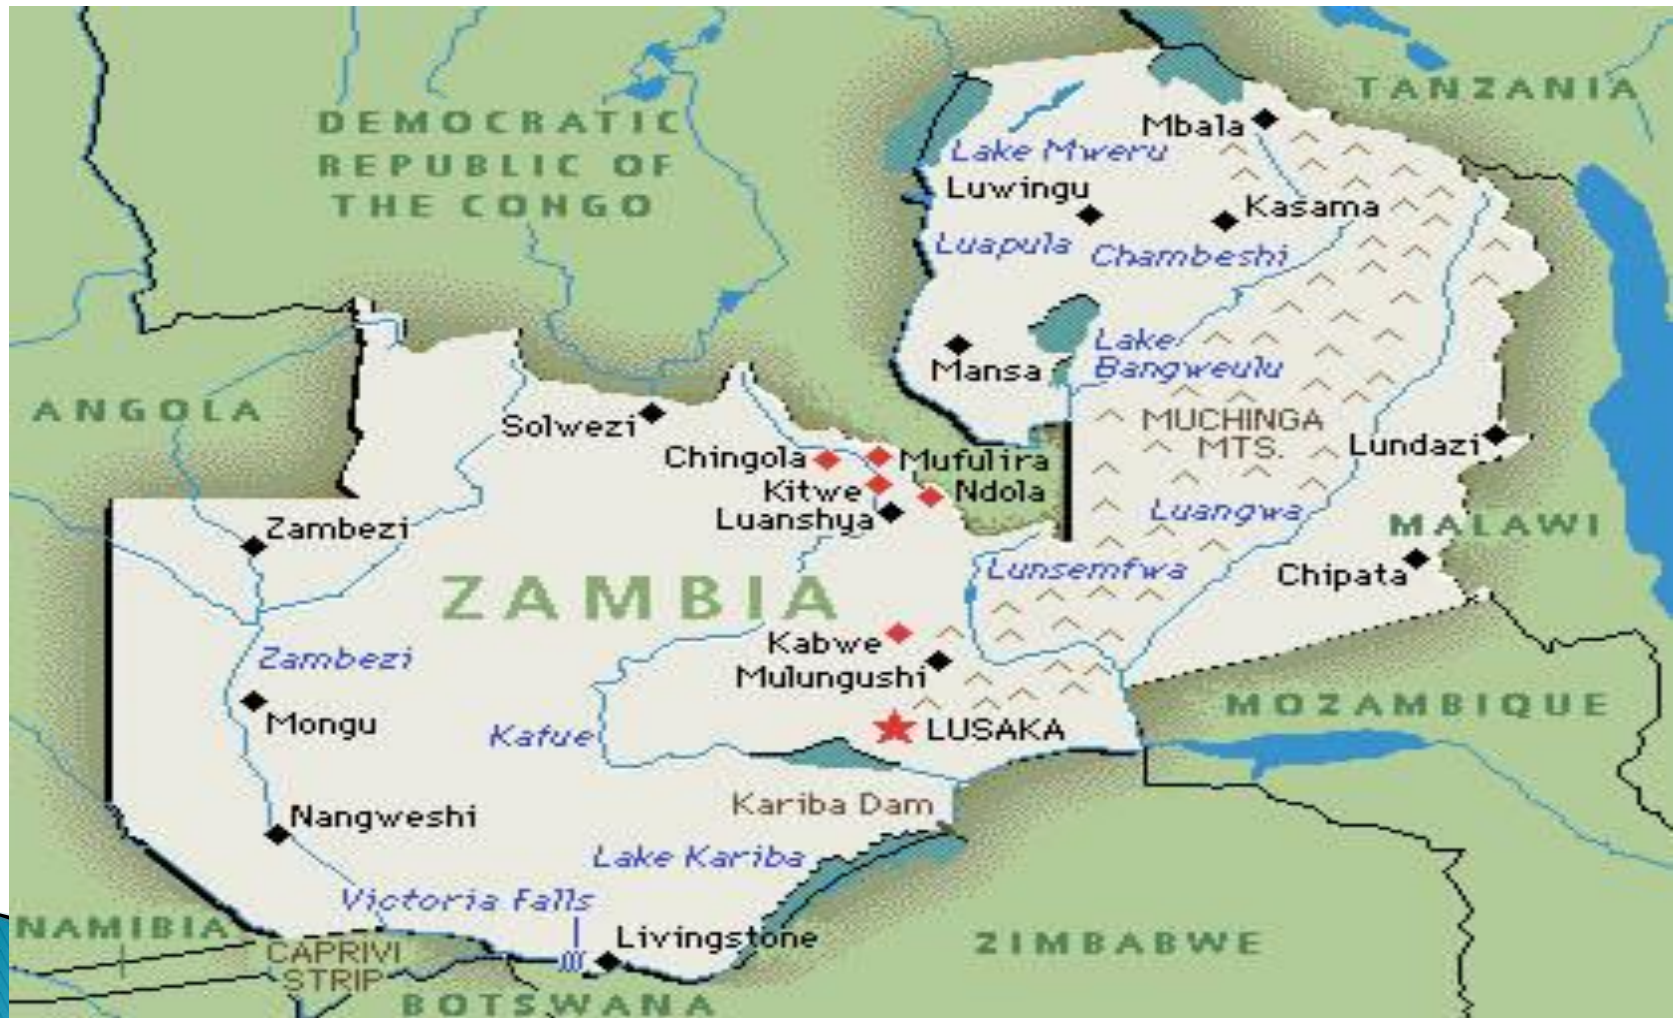 TANZANIA
DEMOCRATIC
REPUBLIC OF
THE CONGO
Mbala
Lake Mweru
Luwingu
Kasama
Luapula
Chambeshi
Lake
Bangweulu
Mansa
ANGOLA
Solwezi
MUCHINGA
MTS.
Lundazi
Chingola
Mufulira
Kitwe
Ndola
Luanshya
Luangwa
MALAWI
Zambezi
Lunsemfwa
Chipata
ZAMBIA
Kabwe
Mulungushi
Zambezi
Mongu
Kafue
LUSAKA
MOZAMBIQUE
Kariba Dam
Nangweshi
Lake Kariba
Victoria Falls
NAMIBIA
Livingstone
ZIMBABWE
CAPRIVI
STRIP
BOTSWANA